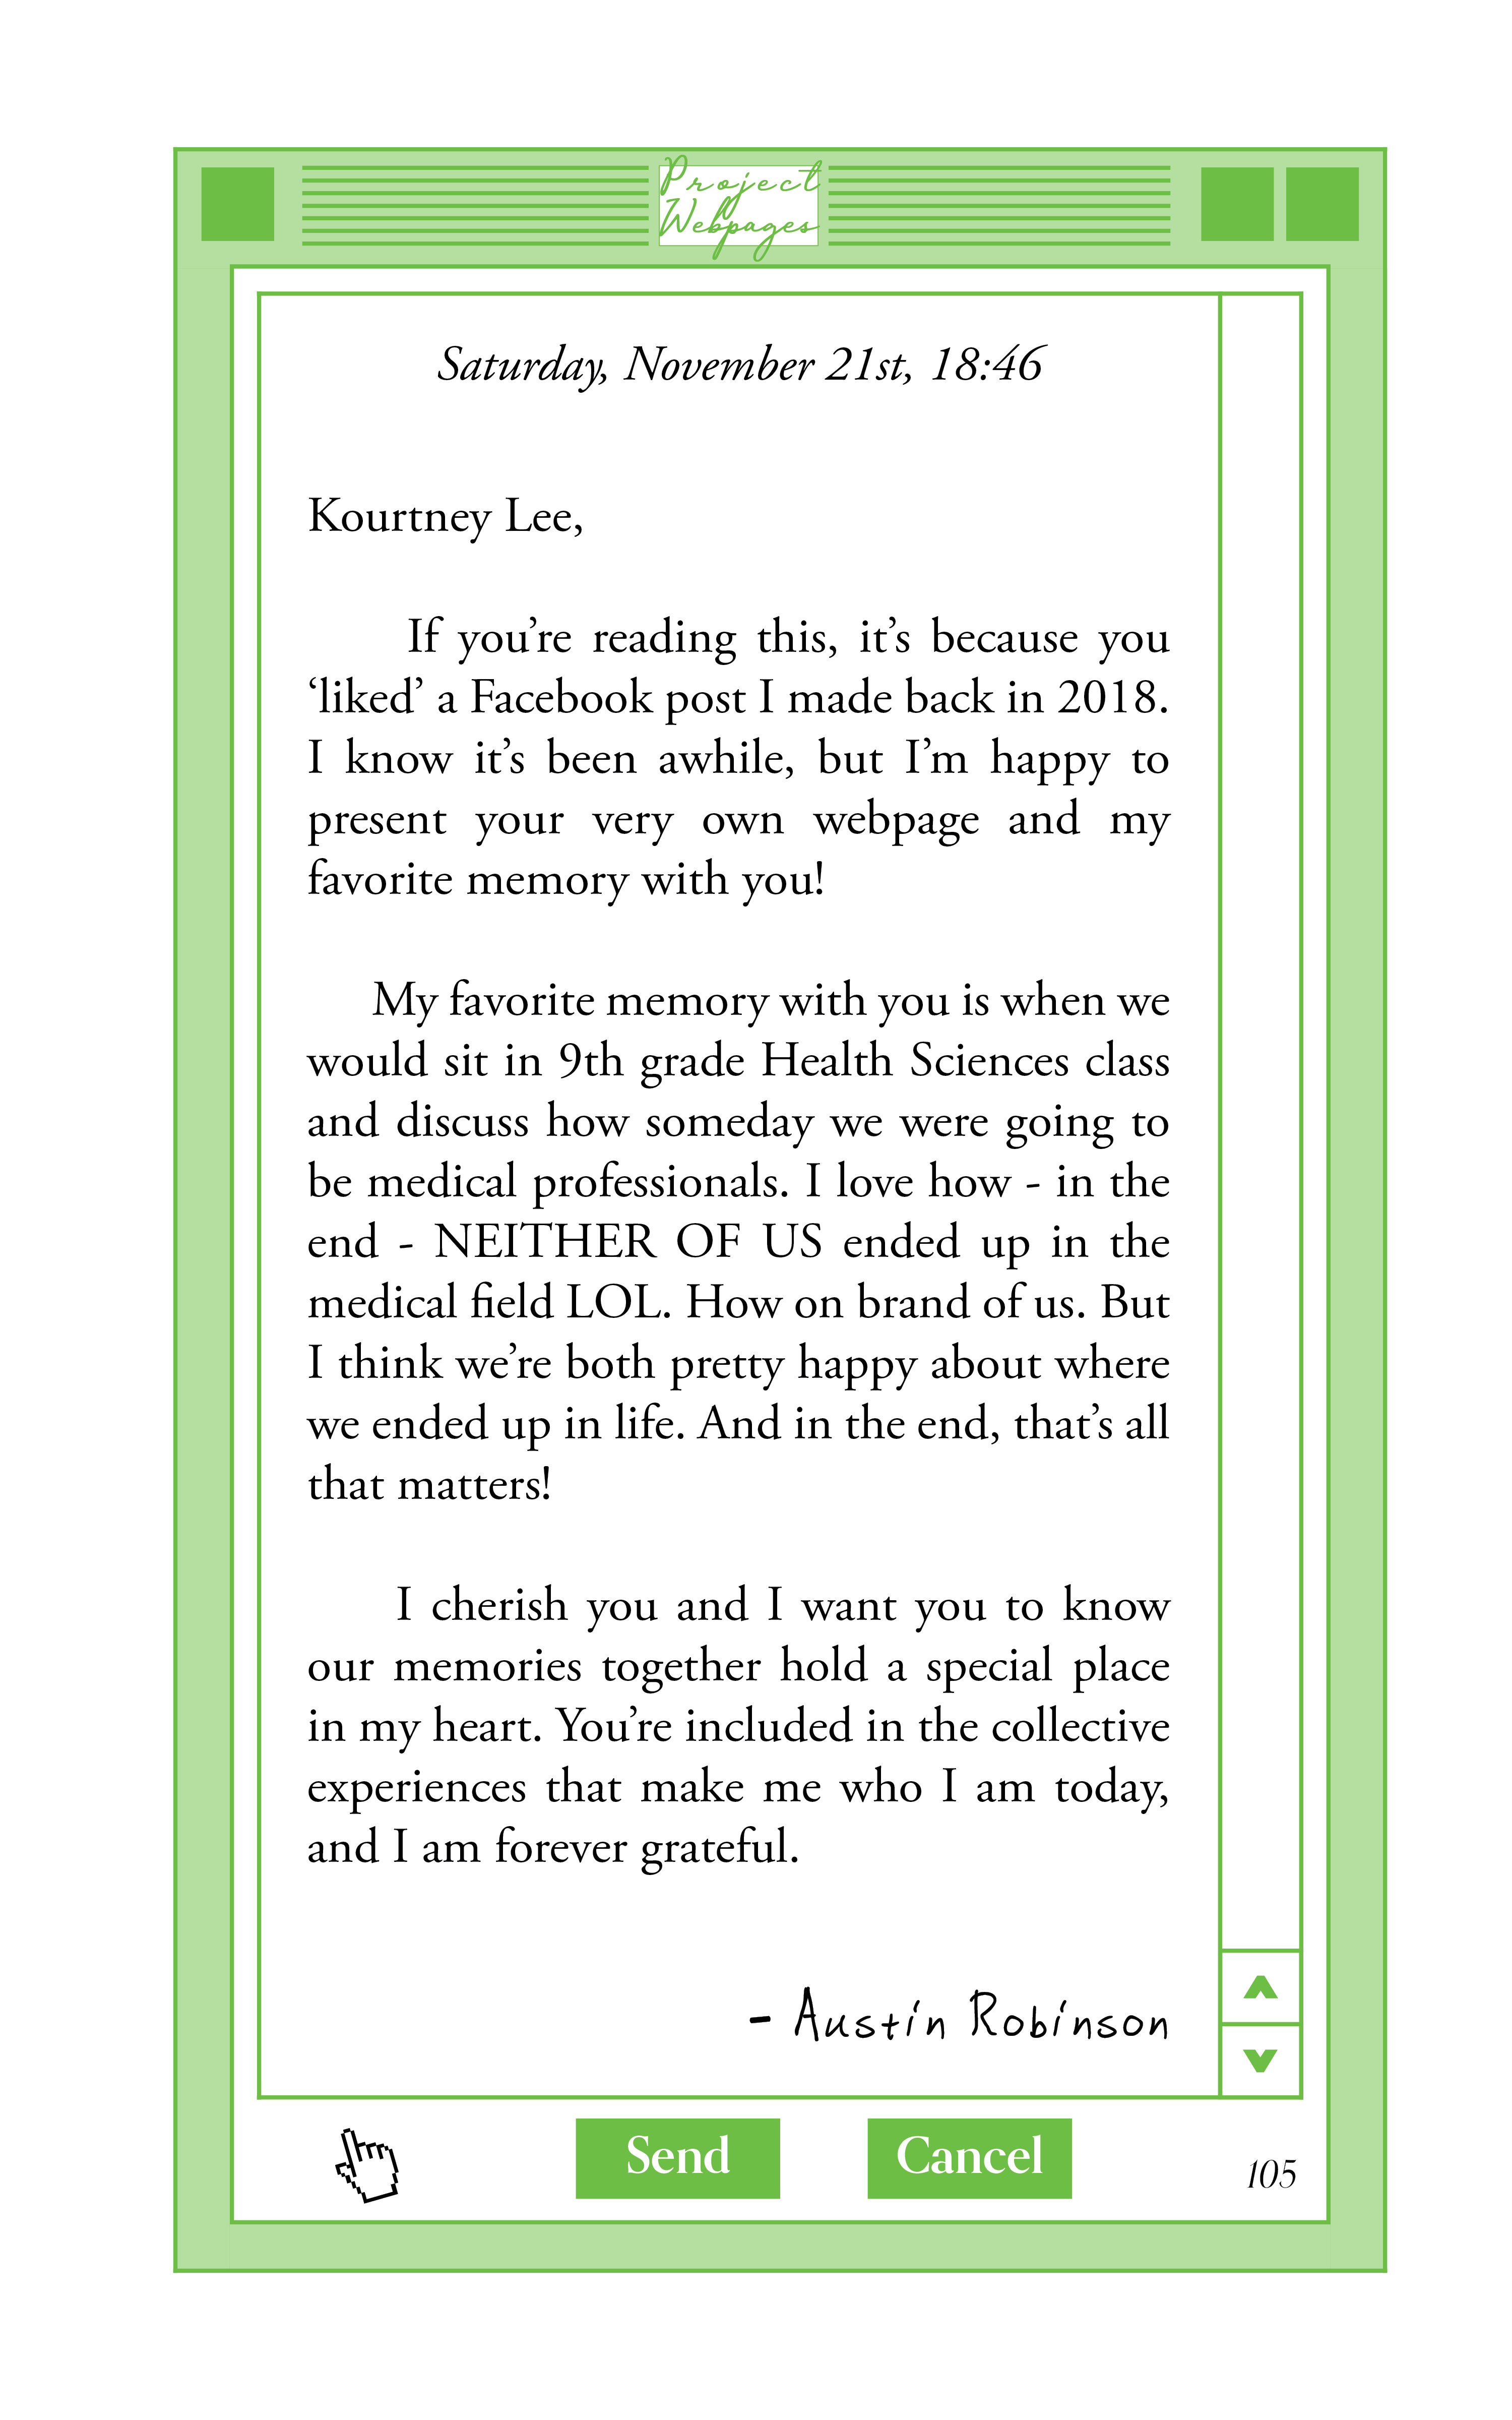 Project
Webpages
Saturday, November 21st, 18:46
Kourtney Lee,
If you’re reading this, it’s because you
‘liked’ a Facebook post I made back in 2018.
I know it’s been awhile, but I’m happy to
present your very own webpage and my
favorite memory with you!
My favorite memory with you is when we
would sit in 9th grade Health Sciences class
and discuss how someday we were going to
be medical professionals. I love how - in the
end - NEITHER OF US ended up in the
medical field LOL. How on brand of us. But
I think we’re both pretty happy about where
we ended up in life. And in the end, that’s all
that matters!
I cherish you and I want you to know
our memories together hold a special place
in my heart. You’re included in the collective
experiences that make me who I am today,
and I am forever grateful.
- Austin Robinson
Send Cancel
105